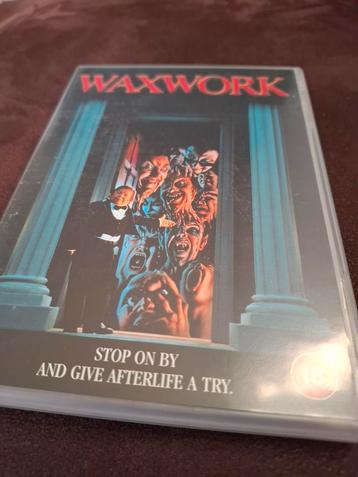 WAXWORK
STOP ON BY
AND GIVE AFTERLIFE A TRY.
18